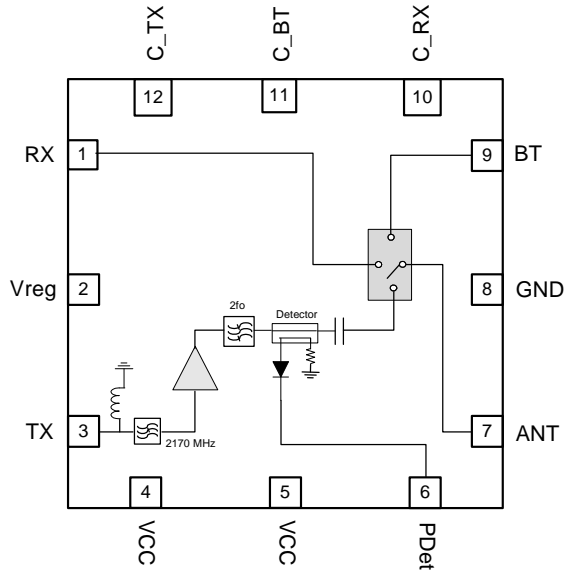 C_TX
C_BT
C_RX
12
11
10
RX
1
9
BT
Vreg
2
8
GND
2fo
Detector
TX
3
2170 MHz
7
ANT
4
5
6
VCC
VCC
PDet